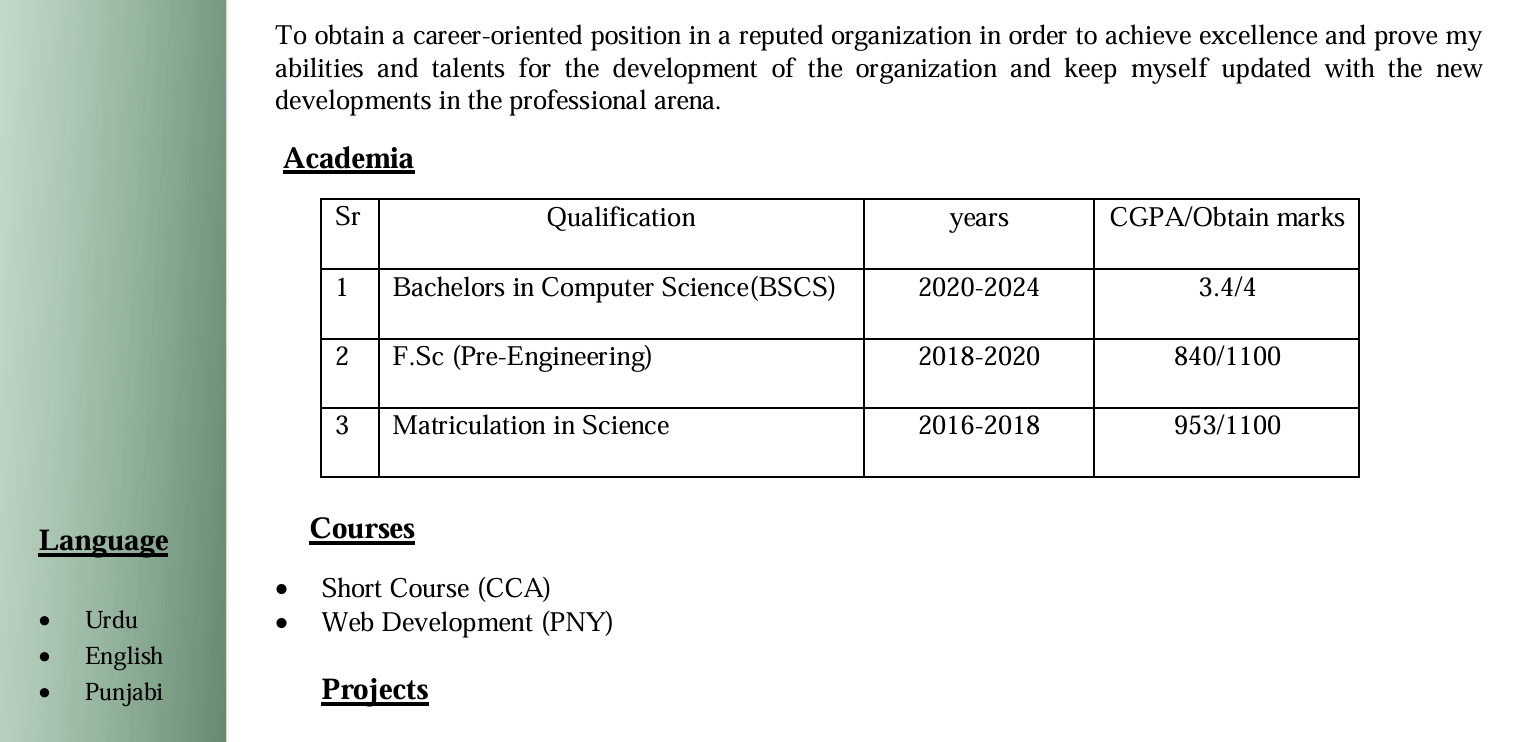 To obtain a career-oriented position in a reputed organization in order to achieve excellence and prove my
abilities and talents for the development of the organization and keep myself updated with the new
developments in the professional arena.
Academia
Sr Qualification years CGPA/Obtain marks
1 Bachelors in Computer Science(BSCS) 2020-2024 3.4/4
2 F.Sc (Pre-Engineering) 2018-2020 840/1100
3 Matriculation in Science 2016-2018 953/1100
Courses
• Short Course (CCA)
• Web Development (PNY)
Projects
Language
• Urdu
• English
• Punjabi